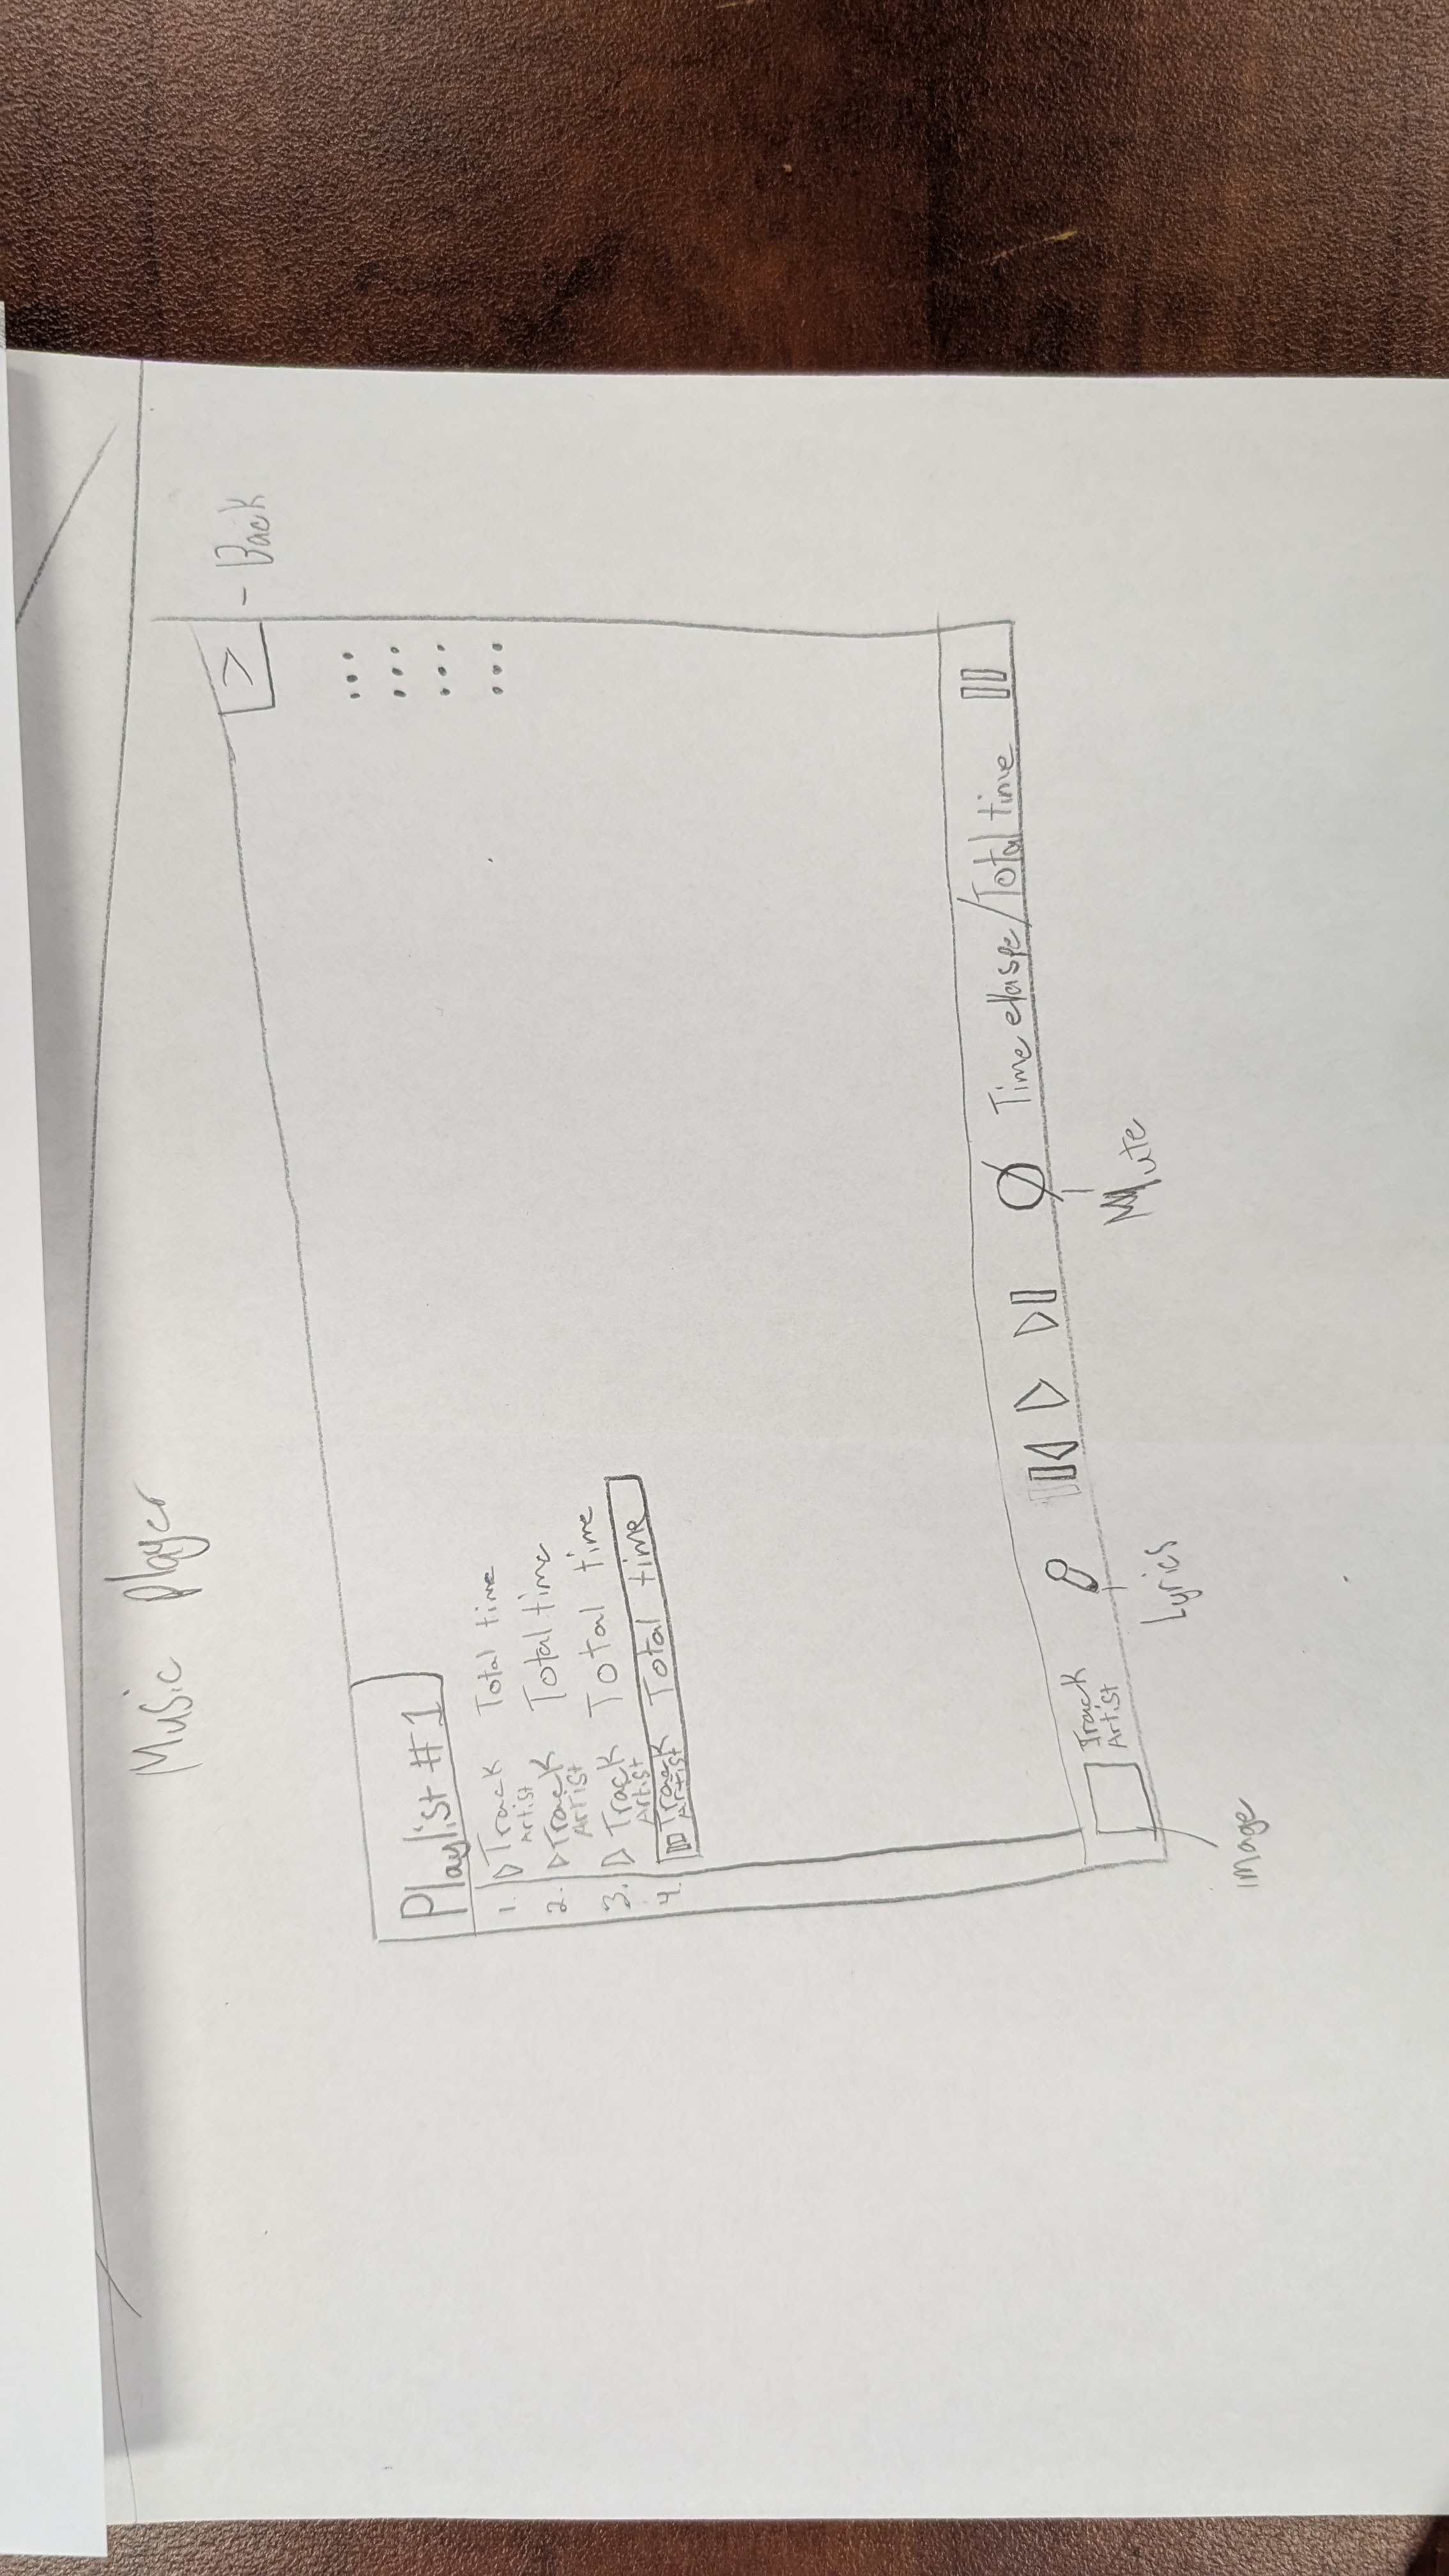 Music Player
- Back
Playlist #1
1. Track Total time
Artist
2. Track Total time
Artist
3. Track Total time
Artist
4. Track Total time
Artist
Track
Artist
Time elaspe/Total time
Lyrics
Mute
image